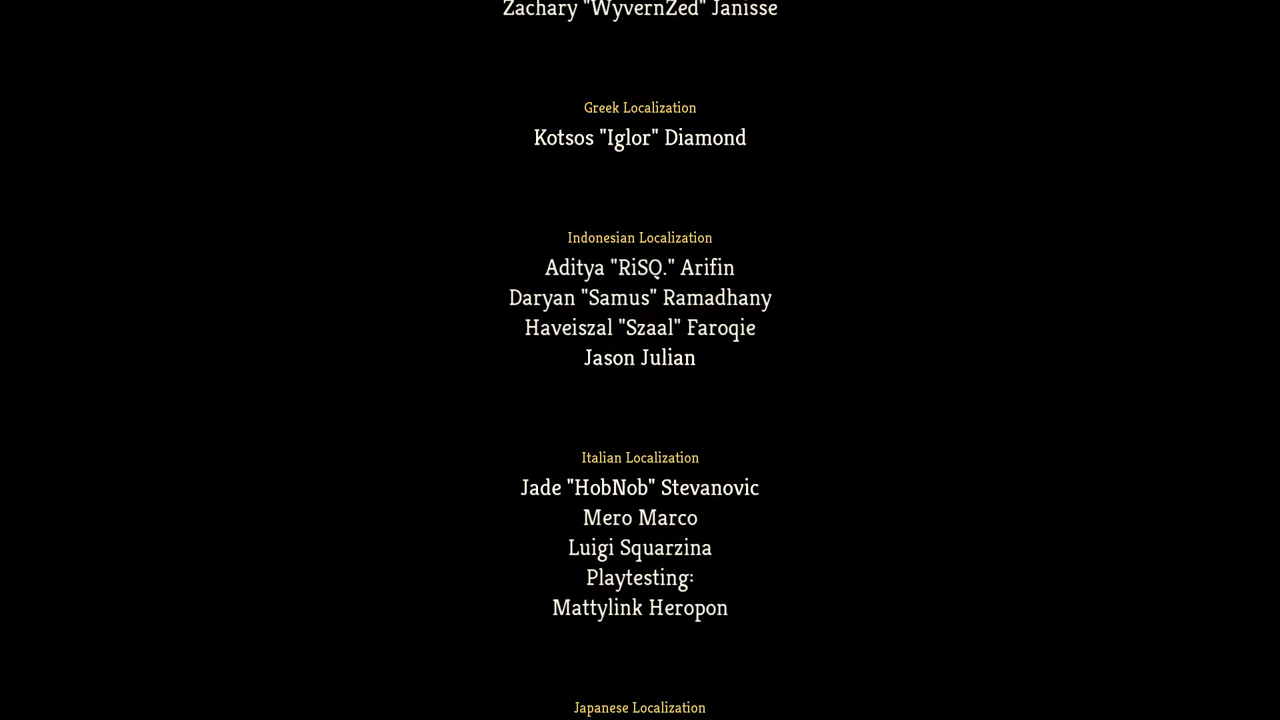 Zachary "WyvernZed" Janisse
Greek Localization
Kotsos "Iglor" Diamond
Indonesian Localization
Aditya "RiSQ." Arifin
Daryan "Samus" Ramadhany
Haveiszal "Szaal" Faroqie
Jason Julian
Italian Localization
Jade "HobNob" Stevanovic
Mero Marco
Luigi Squarzina
Playtesting:
Mattylink Heropon
Japanese Localization